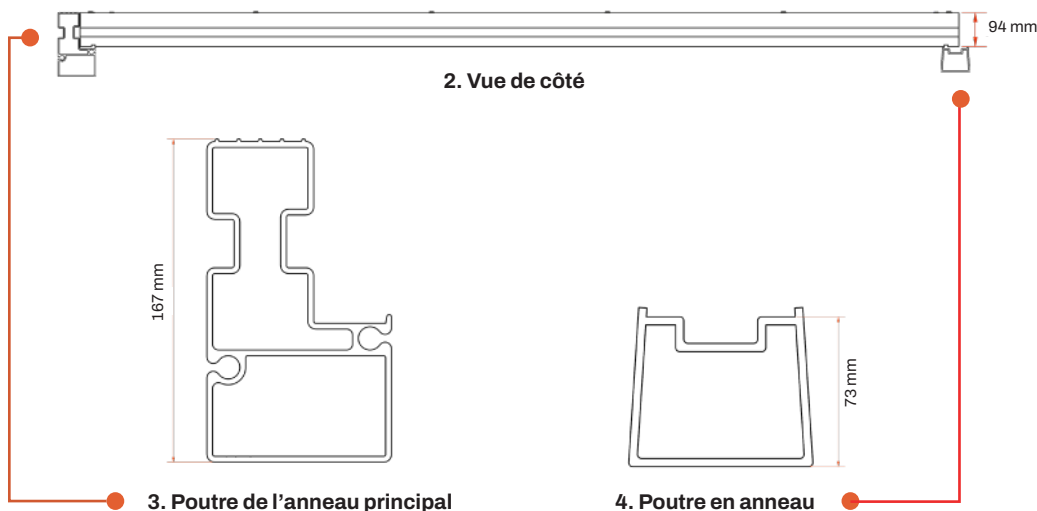 94 mm
2. Vue de côté
167 mm
73 mm
3. Poutre de l’anneau principal
4. Poutre en anneau